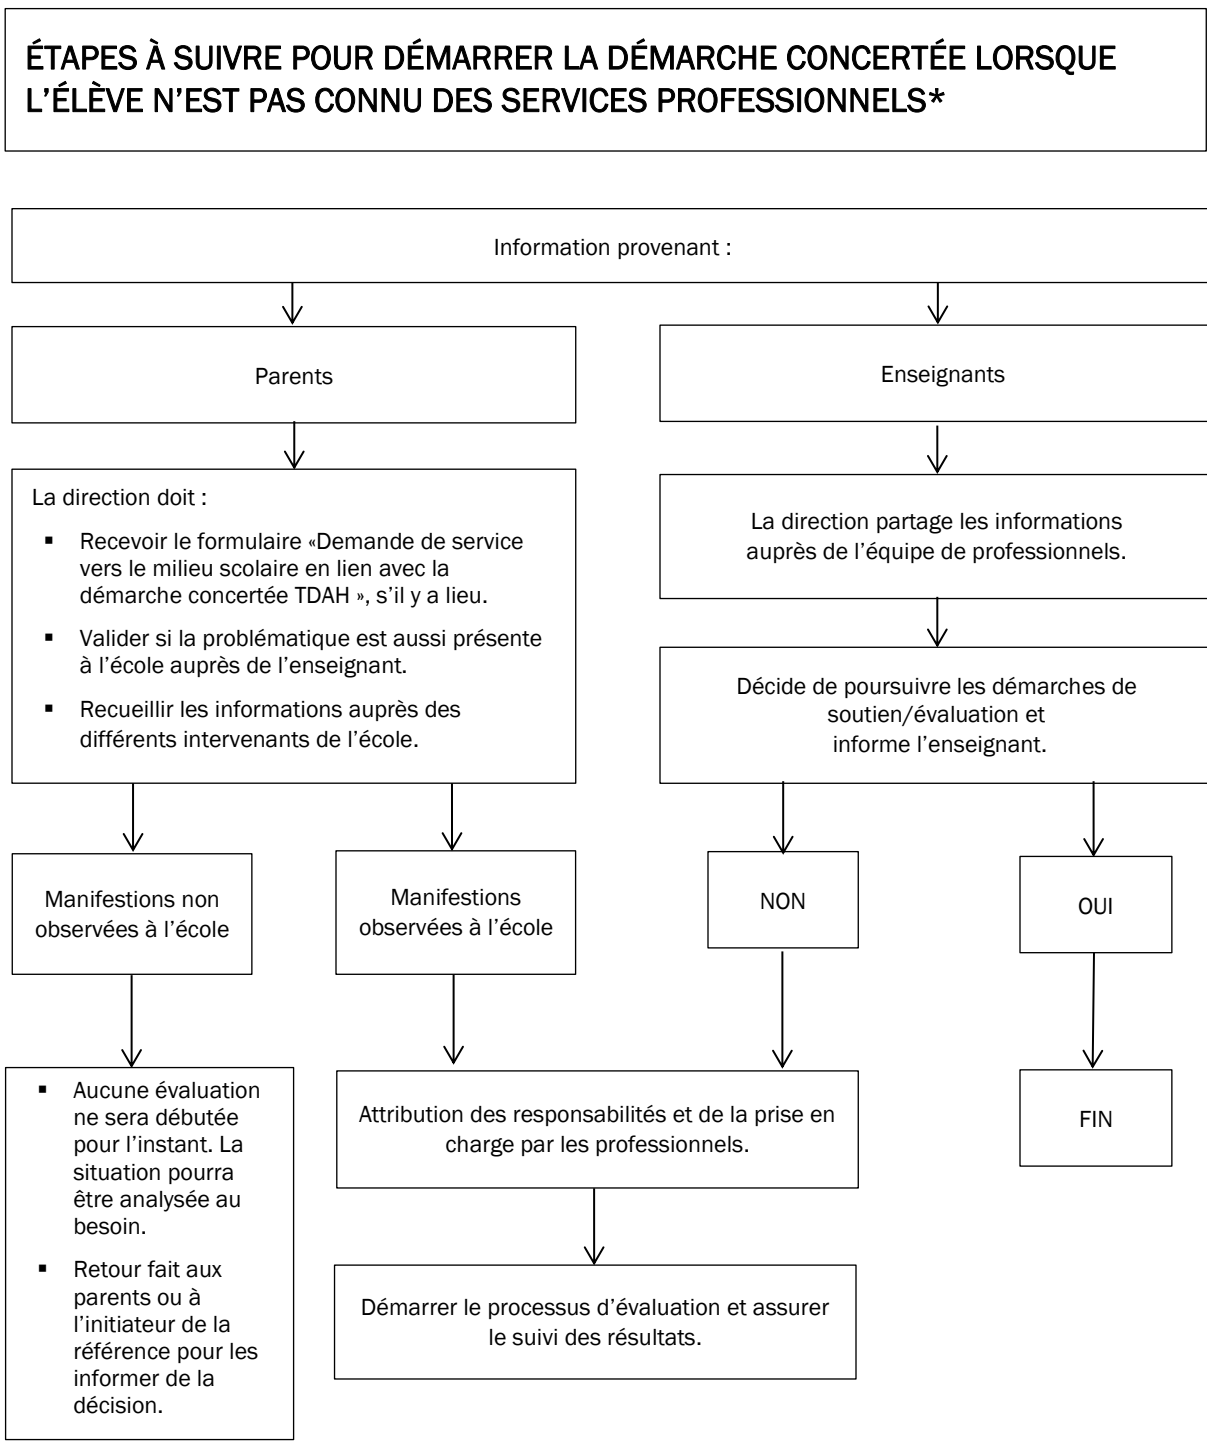 ÉTAPES À SUIVRE POUR DÉMARRER LA DÉMARCHE CONCERTÉE LORSQUE
L’ÉLÈVE N’EST PAS CONNU DES SERVICES PROFESSIONNELS*
Information provenant :
Parents
Enseignants
La direction doit :
▪ Recevoir le formulaire «Demande de service
vers le milieu scolaire en lien avec la
démarche concertée TDAH », s’il y a lieu.
▪ Valider si la problématique est aussi présente
à l’école auprès de l’enseignant.
▪ Recueillir les informations auprès des
différents intervenants de l’école.
La direction partage les informations
auprès de l’équipe de professionnels.
Décide de poursuivre les démarches de
soutien/évaluation et
informe l’enseignant.
Manifestions non
observées à l’école
Manifestions
observées à l’école
NON
OUI
▪ Aucune évaluation
ne sera débutée
pour l’instant. La
situation pourra
être analysée au
besoin.
▪ Retour fait aux
parents ou à
l’initiateur de la
référence pour les
informer de la
décision.
Attribution des responsabilités et de la prise en
charge par les professionnels.
FIN
Démarrer le processus d’évaluation et assurer
le suivi des résultats.